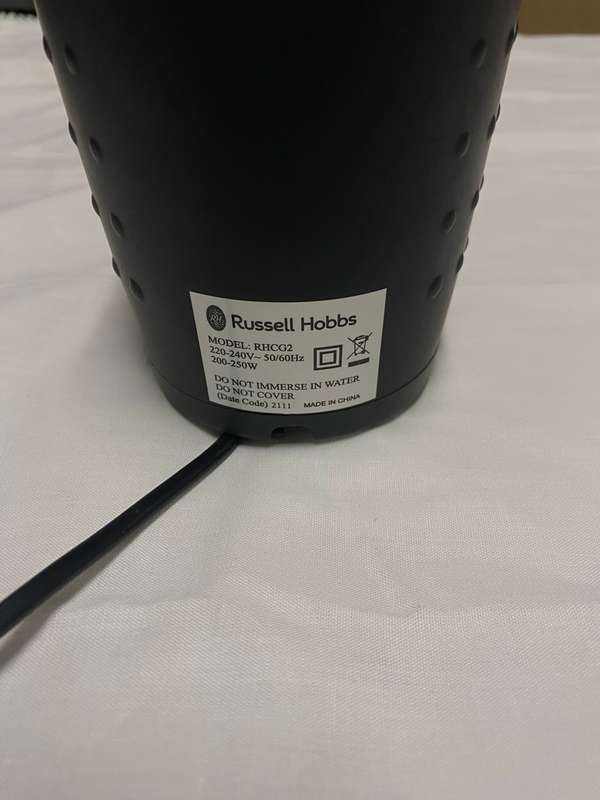 RH Russell Hobbs
MODEL: RHCG2
220-240V~ 50/60Hz
200-250W
DO NOT IMMERSE IN WATER
DO NOT COVER
(Date Code) 2111 MADE IN CHINA